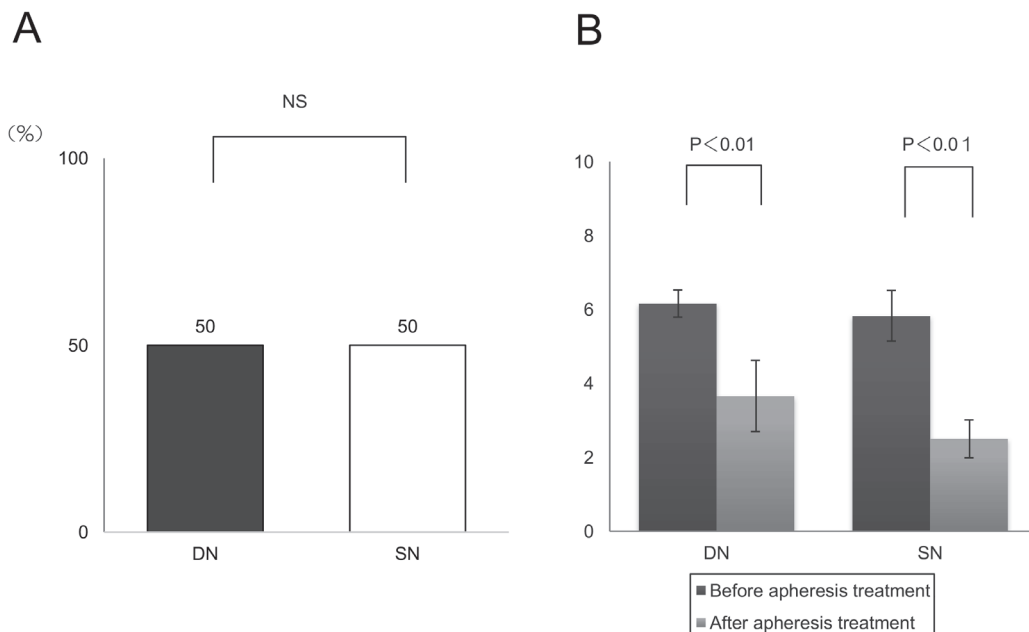 A
NS
(%)
100
50
0
50
50
DN
SN
B
P<0.01
P<0.01
10
8
6
4
2
0
DN
SN
Before apheresis treatment
After apheresis treatment